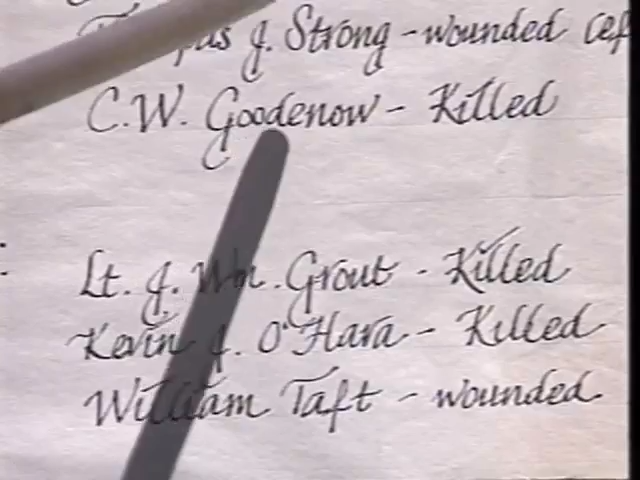 J. Strong - wounded
C.W. Goodenow - Killed
:
Lt. J. Wm. Grout - Killed
Kevin J. O'Hara - Killed
William Taft - wounded.